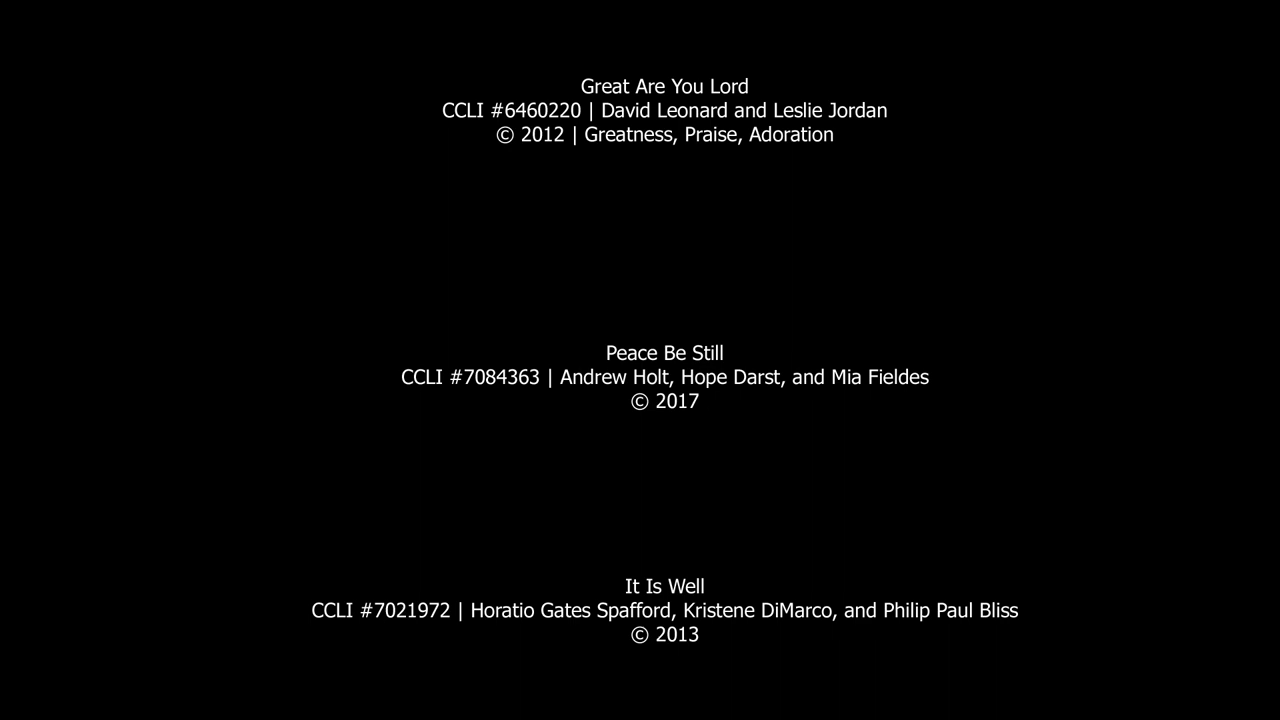 Great Are You Lord
CCLI #6460220 | David Leonard and Leslie Jordan
© 2012 | Greatness, Praise, Adoration
Peace Be Still
CCLI #7084363 | Andrew Holt, Hope Darst, and Mia Fieldes
© 2017
It Is Well
CCLI #7021972 | Horatio Gates Spafford, Kristene DiMarco, and Philip Paul Bliss
© 2013